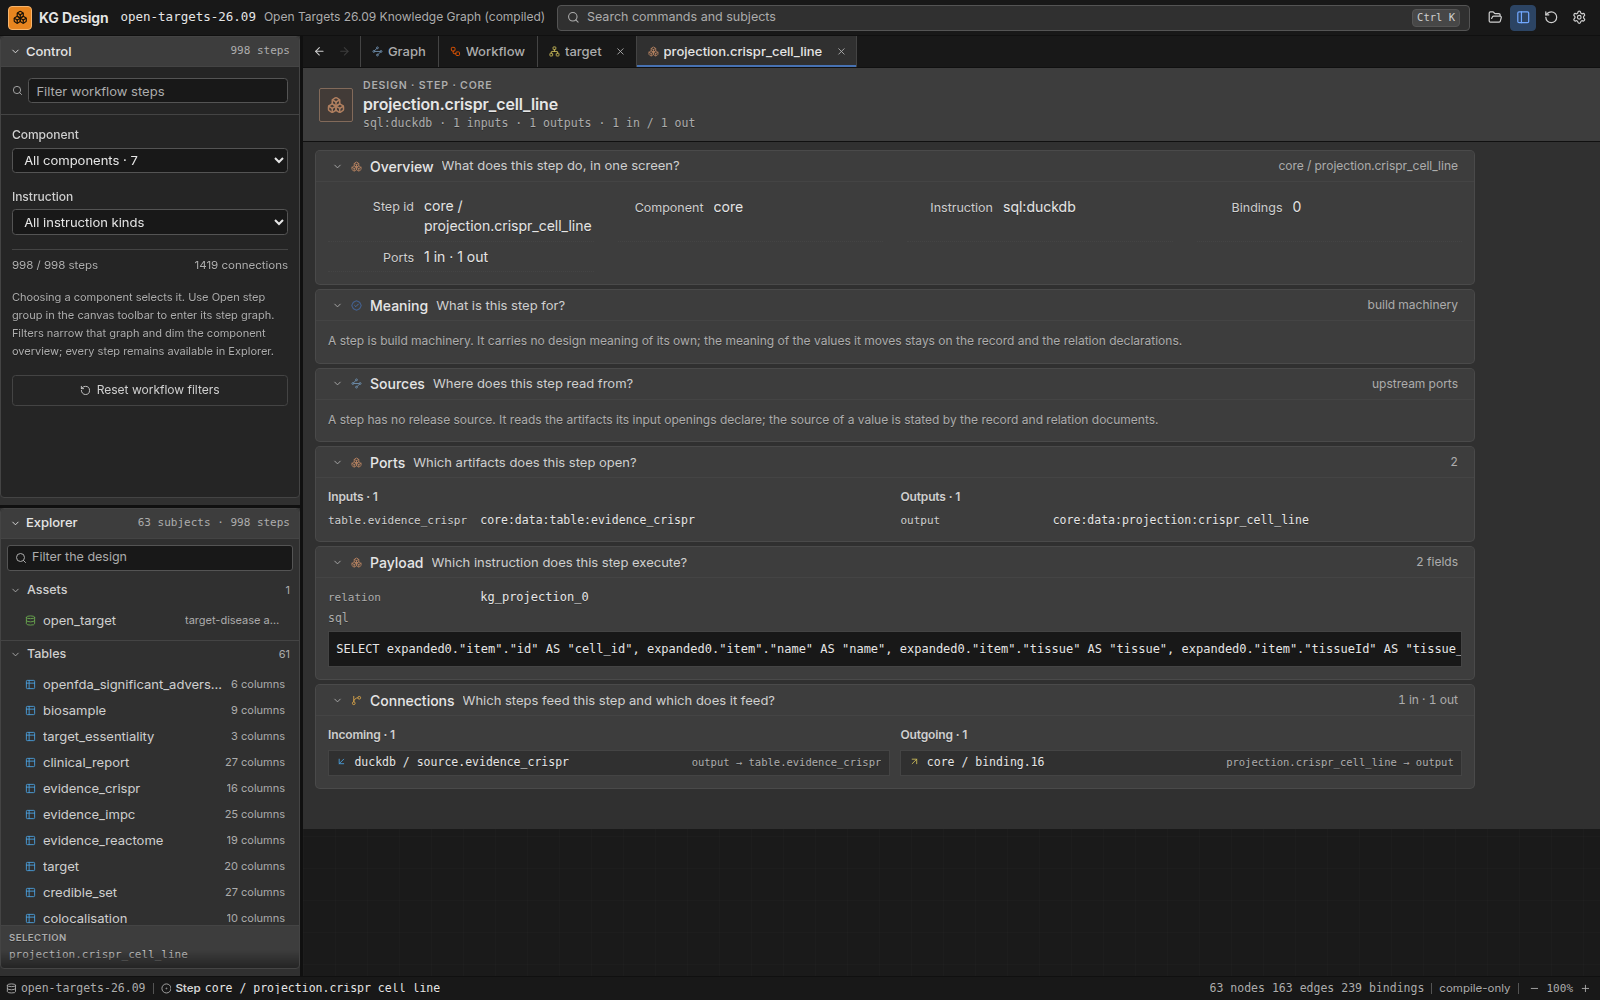 KG Design open-targets-26.09 Open Targets 26.09 Knowledge Graph (compiled) Search commands and subjects Ctrl K
Control 998 steps
Filter workflow steps
Component
All components · 7
Instruction
All instruction kinds
998 / 998 steps 1419 connections
Choosing a component selects it. Use Open step
group in the canvas toolbar to enter its step graph.
Filters narrow that graph and dim the component
overview; every step remains available in Explorer.
Reset workflow filters
Explorer 63 subjects · 998 steps
Filter the design
Assets 1
open_target target-disease a...
Tables 61
openfda_significant_advers... 6 columns
biosample 9 columns
target_essentiality 3 columns
clinical_report 27 columns
evidence_crispr 16 columns
evidence_impc 25 columns
evidence_reactome 19 columns
target 20 columns
credible_set 27 columns
colocalisation 10 columns
SELECTION
projection.crispr_cell_line
Graph Workflow target projection.crispr_cell_line
DESIGN · STEP · CORE
projection.crispr_cell_line
sql:duckdb · 1 inputs · 1 outputs · 1 in / 1 out
Overview What does this step do, in one screen? core / projection.crispr_cell_line
Step id core / projection.crispr_cell_line Component core Instruction sql:duckdb Bindings 0
Ports 1 in · 1 out
Meaning What is this step for? build machinery
A step is build machinery. It carries no design meaning of its own; the meaning of the values it moves stays on the record and the relation declarations.
Sources Where does this step read from? upstream ports
A step has no release source. It reads the artifacts its input openings declare; the source of a value is stated by the record and relation documents.
Ports Which artifacts does this step open? 2
Inputs · 1 Outputs · 1
table.evidence_crispr core:data:table:evidence_crispr output core:data:projection:crispr_cell_line
Payload Which instruction does this step execute? 2 fields
relation kg_projection_0
sql
SELECT expanded0."item"."id" AS "cell_id", expanded0."item"."name" AS "name", expanded0."item"."tissue" AS "tissue", expanded0."item"."tissueId" AS "tissue_
Connections Which steps feed this step and which does it feed? 1 in · 1 out
Incoming · 1 Outgoing · 1
duckdb / source.evidence_crispr output → table.evidence_crispr core / binding.16 projection.crispr_cell_line → output
open-targets-26.09 Step core / projection.crispr cell line 63 nodes 163 edges 239 bindings compile-only − 100% +